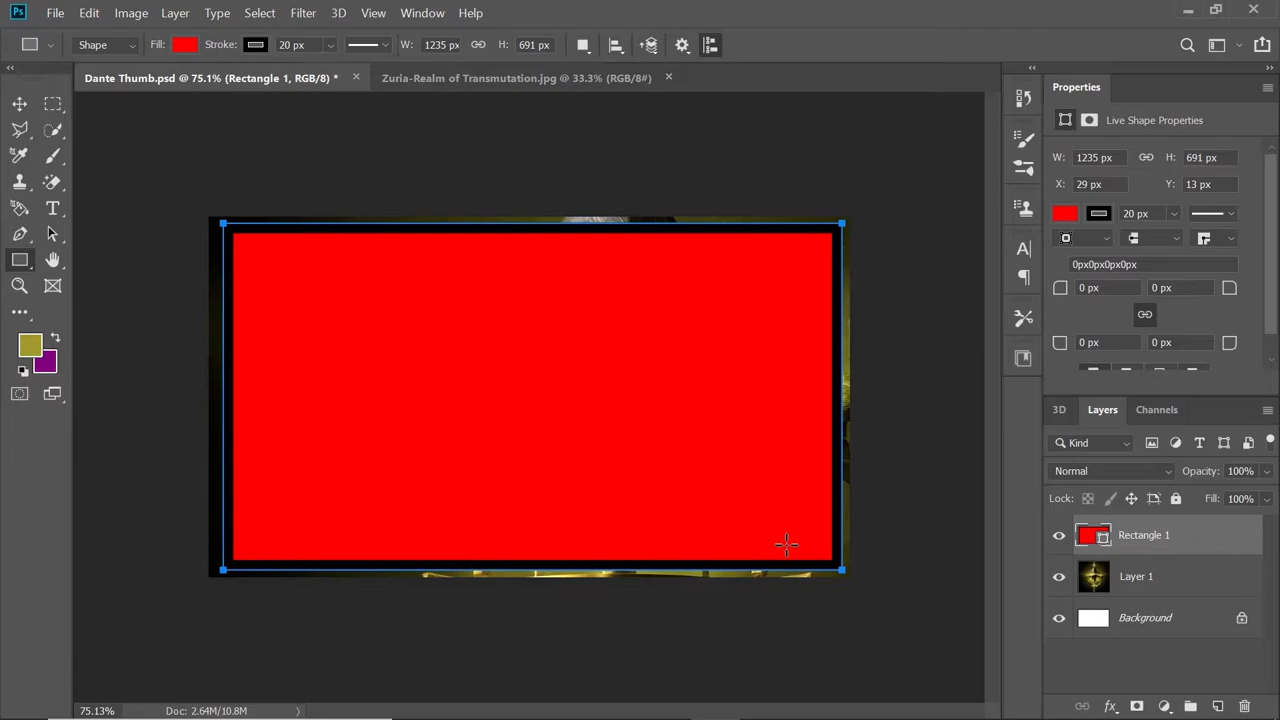 Ps File Edit Image Layer Type Select Filter 3D View Window Help
Shape Fill: Stroke: 20 px W: 1235 px H: 691 px
Dante Thumb.psd @ 75.1% (Rectangle 1, RGB/8) * Zuria-Realm of Transmutation.jpg @ 33.3% (RGB/8#)
Properties
Live Shape Properties
W: 1235 px H: 691 px
X: 29 px Y: 13 px
20 px
0px0px0px0px
0 px 0 px
0 px 0 px
3D Layers Channels
Kind
Normal Opacity: 100%
Lock: Fill: 100%
Rectangle 1
Layer 1
Background
75.13% Doc: 2.64M/10.8M